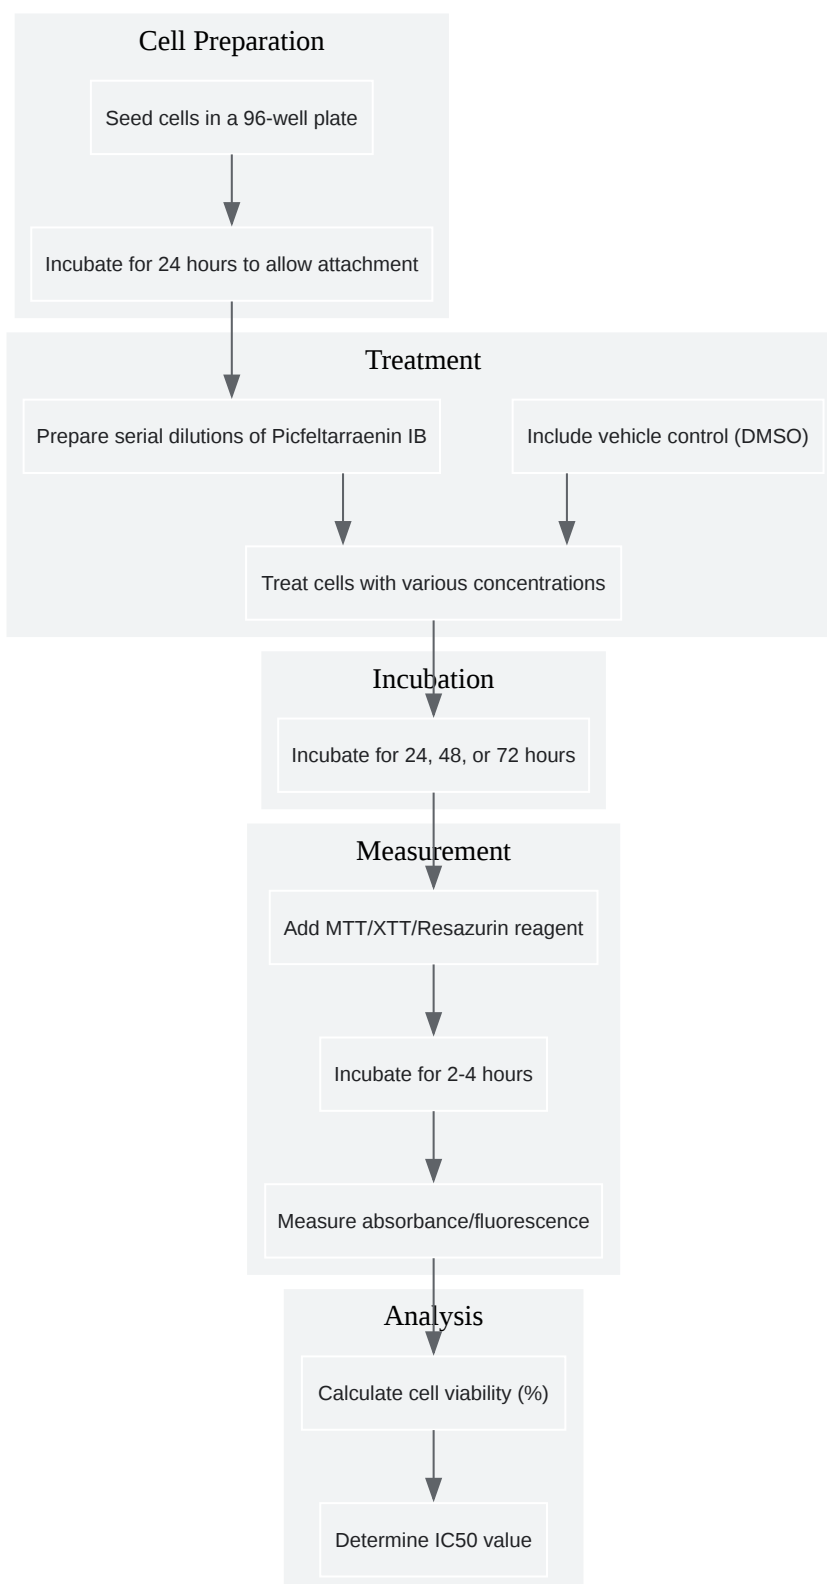 Cell Preparation
Seed cells in a 96-well plate
Incubate for 24 hours to allow attachment
Treatment
Prepare serial dilutions of Picfeltarraenin IB
Include vehicle control (DMSO)
Treat cells with various concentrations
Incubation
Incubate for 24, 48, or 72 hours
Measurement
Add MTT/XTT/Resazurin reagent
Incubate for 2-4 hours
Measure absorbance/fluorescence
Analysis
Calculate cell viability (%)
Determine IC50 value